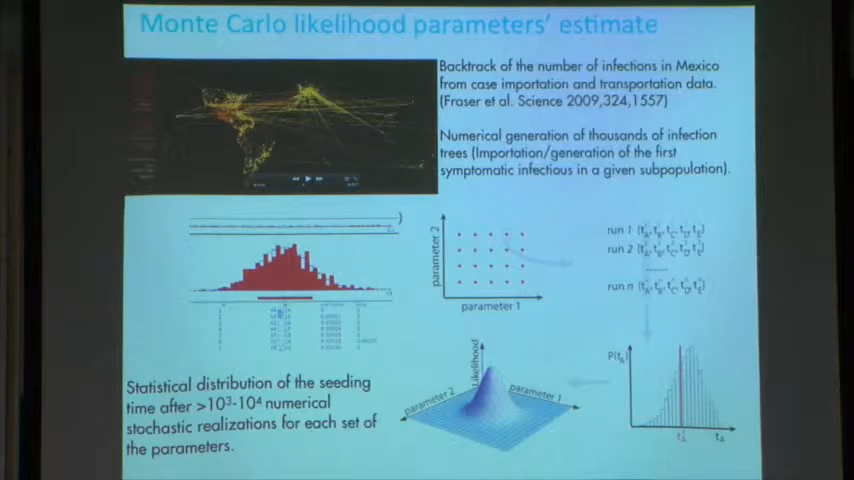 Monte Carlo likelihood parameters' estimate
Backtrack of the number of infections in Mexico
from case importation and transportation data.
(Fraser et al. Science 2009,324,1557)
Numerical generation of thousands of infection
trees (Importation/generation of the first
symptomatic infectious in a given subpopulation).
parameter 2
parameter 1
run 1 (t*A, t*B, t*C, t*D, t*E)
run 2 (t*A, t*B, t*C, t*D, t*E)
........
run n (t*A, t*B, t*C, t*D, t*E)
Statistical distribution of the seeding
time after >10³-10⁴ numerical
stochastic realizations for each set of
the parameters.
Likelihood
parameter 2
parameter 1
P(tA)
t*A
tA